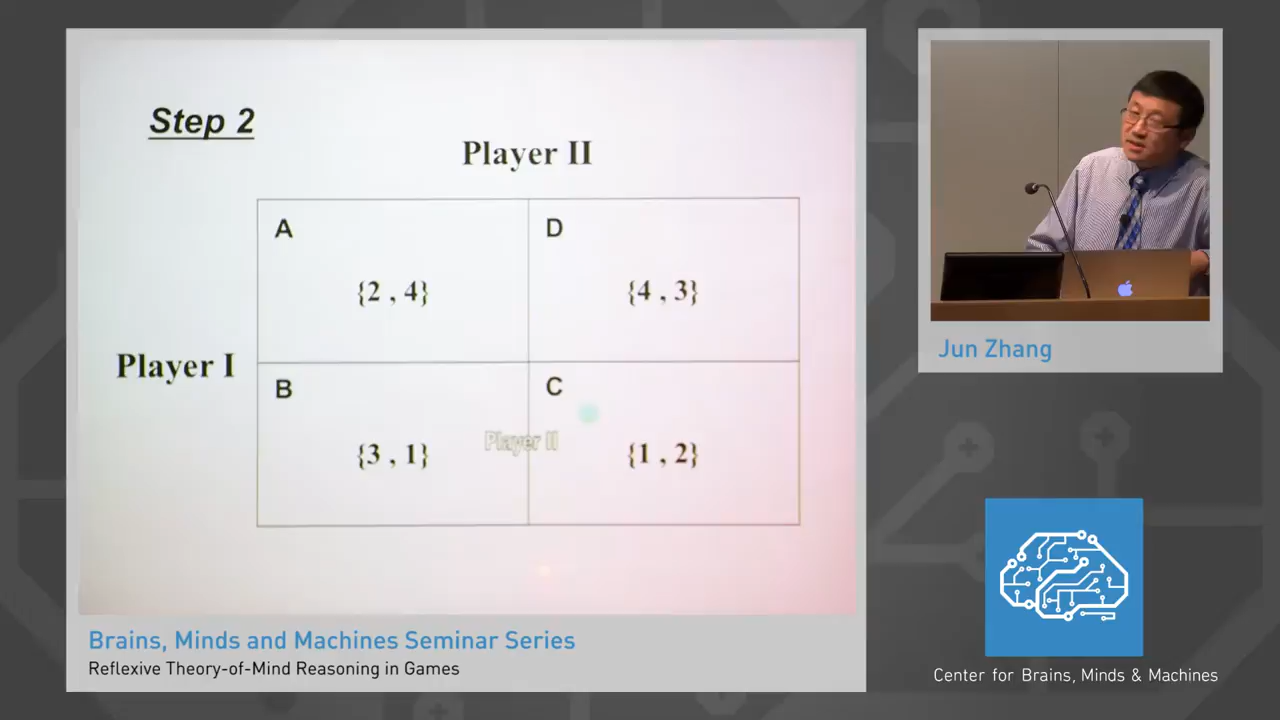 Step 2
Player II
A
D
{2 , 4}
{4 , 3}
Player I
B
C
Player II
{3 , 1}
{1 , 2}
Jun Zhang
Brains, Minds and Machines Seminar Series
Reflexive Theory-of-Mind Reasoning in Games
Center for Brains, Minds & Machines